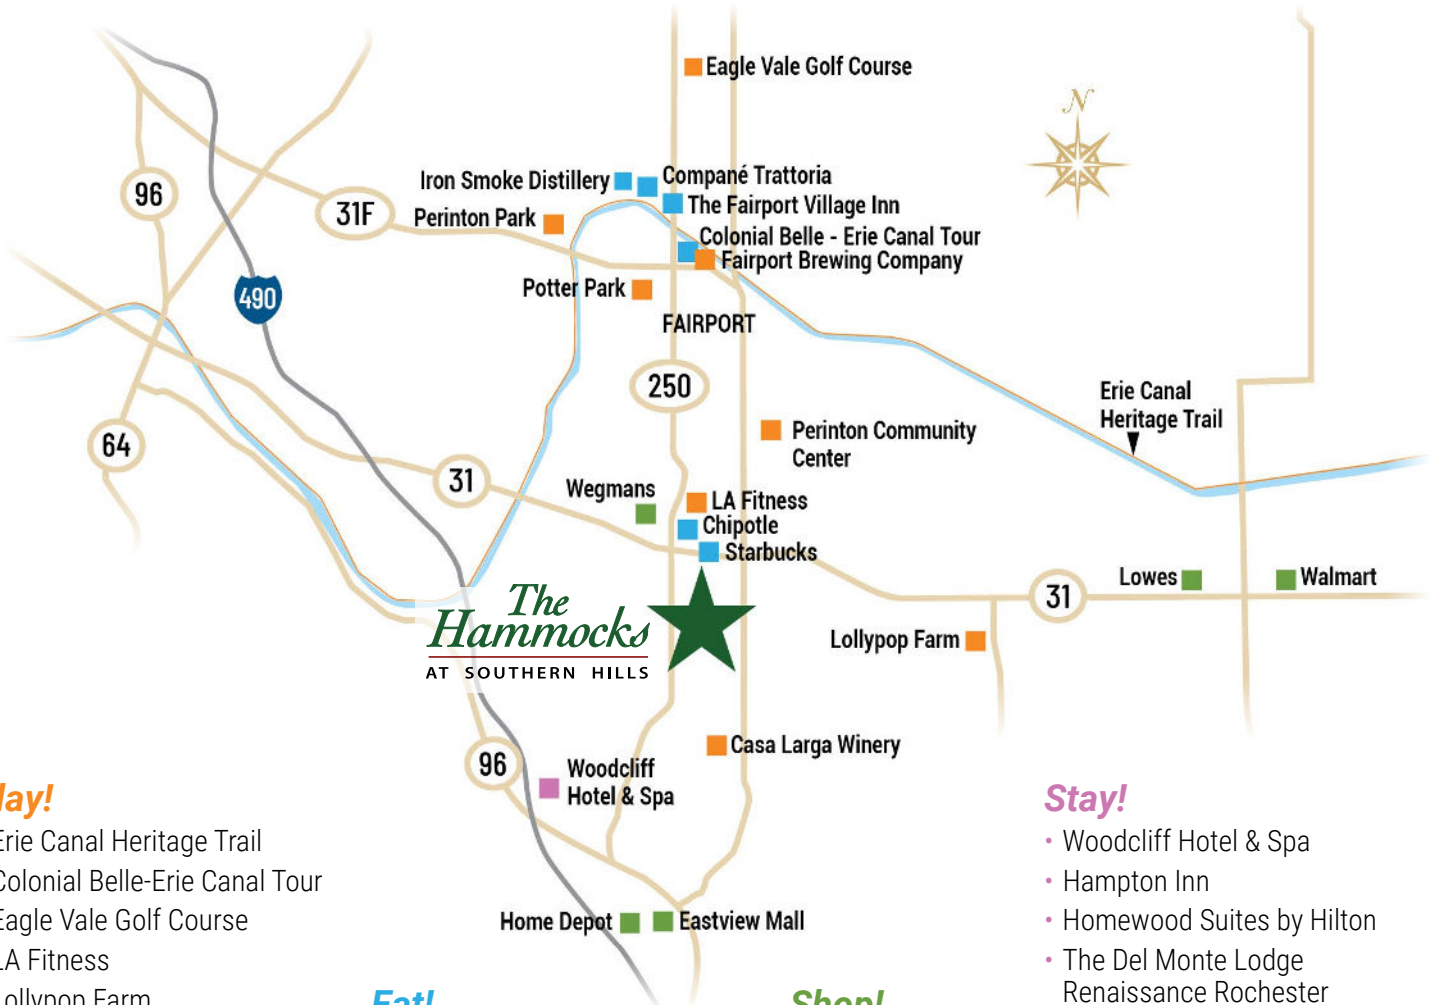 Eagle Vale Golf Course
N
96
31F
Iron Smoke Distillery
Compané Trattoria
The Fairport Village Inn
Perinton Park
Colonial Belle - Erie Canal Tour
Fairport Brewing Company
490
Potter Park
FAIRPORT
250
Erie Canal
Heritage Trail
64
Perinton Community
Center
31
Wegmans
LA Fitness
Chipotle
Starbucks
Lowes
Walmart
31
The
Hammocks
AT SOUTHERN HILLS
Lollypop Farm
Casa Larga Winery
96
Woodcliff
Hotel & Spa
Home Depot
Eastview Mall
lay!
Erie Canal Heritage Trail
Colonial Belle-Erie Canal Tour
Eagle Vale Golf Course
LA Fitness
Lollypop Farm
Eat!
Shop!
Stay!
• Woodcliff Hotel & Spa
• Hampton Inn
• Homewood Suites by Hilton
• The Del Monte Lodge
Renaissance Rochester